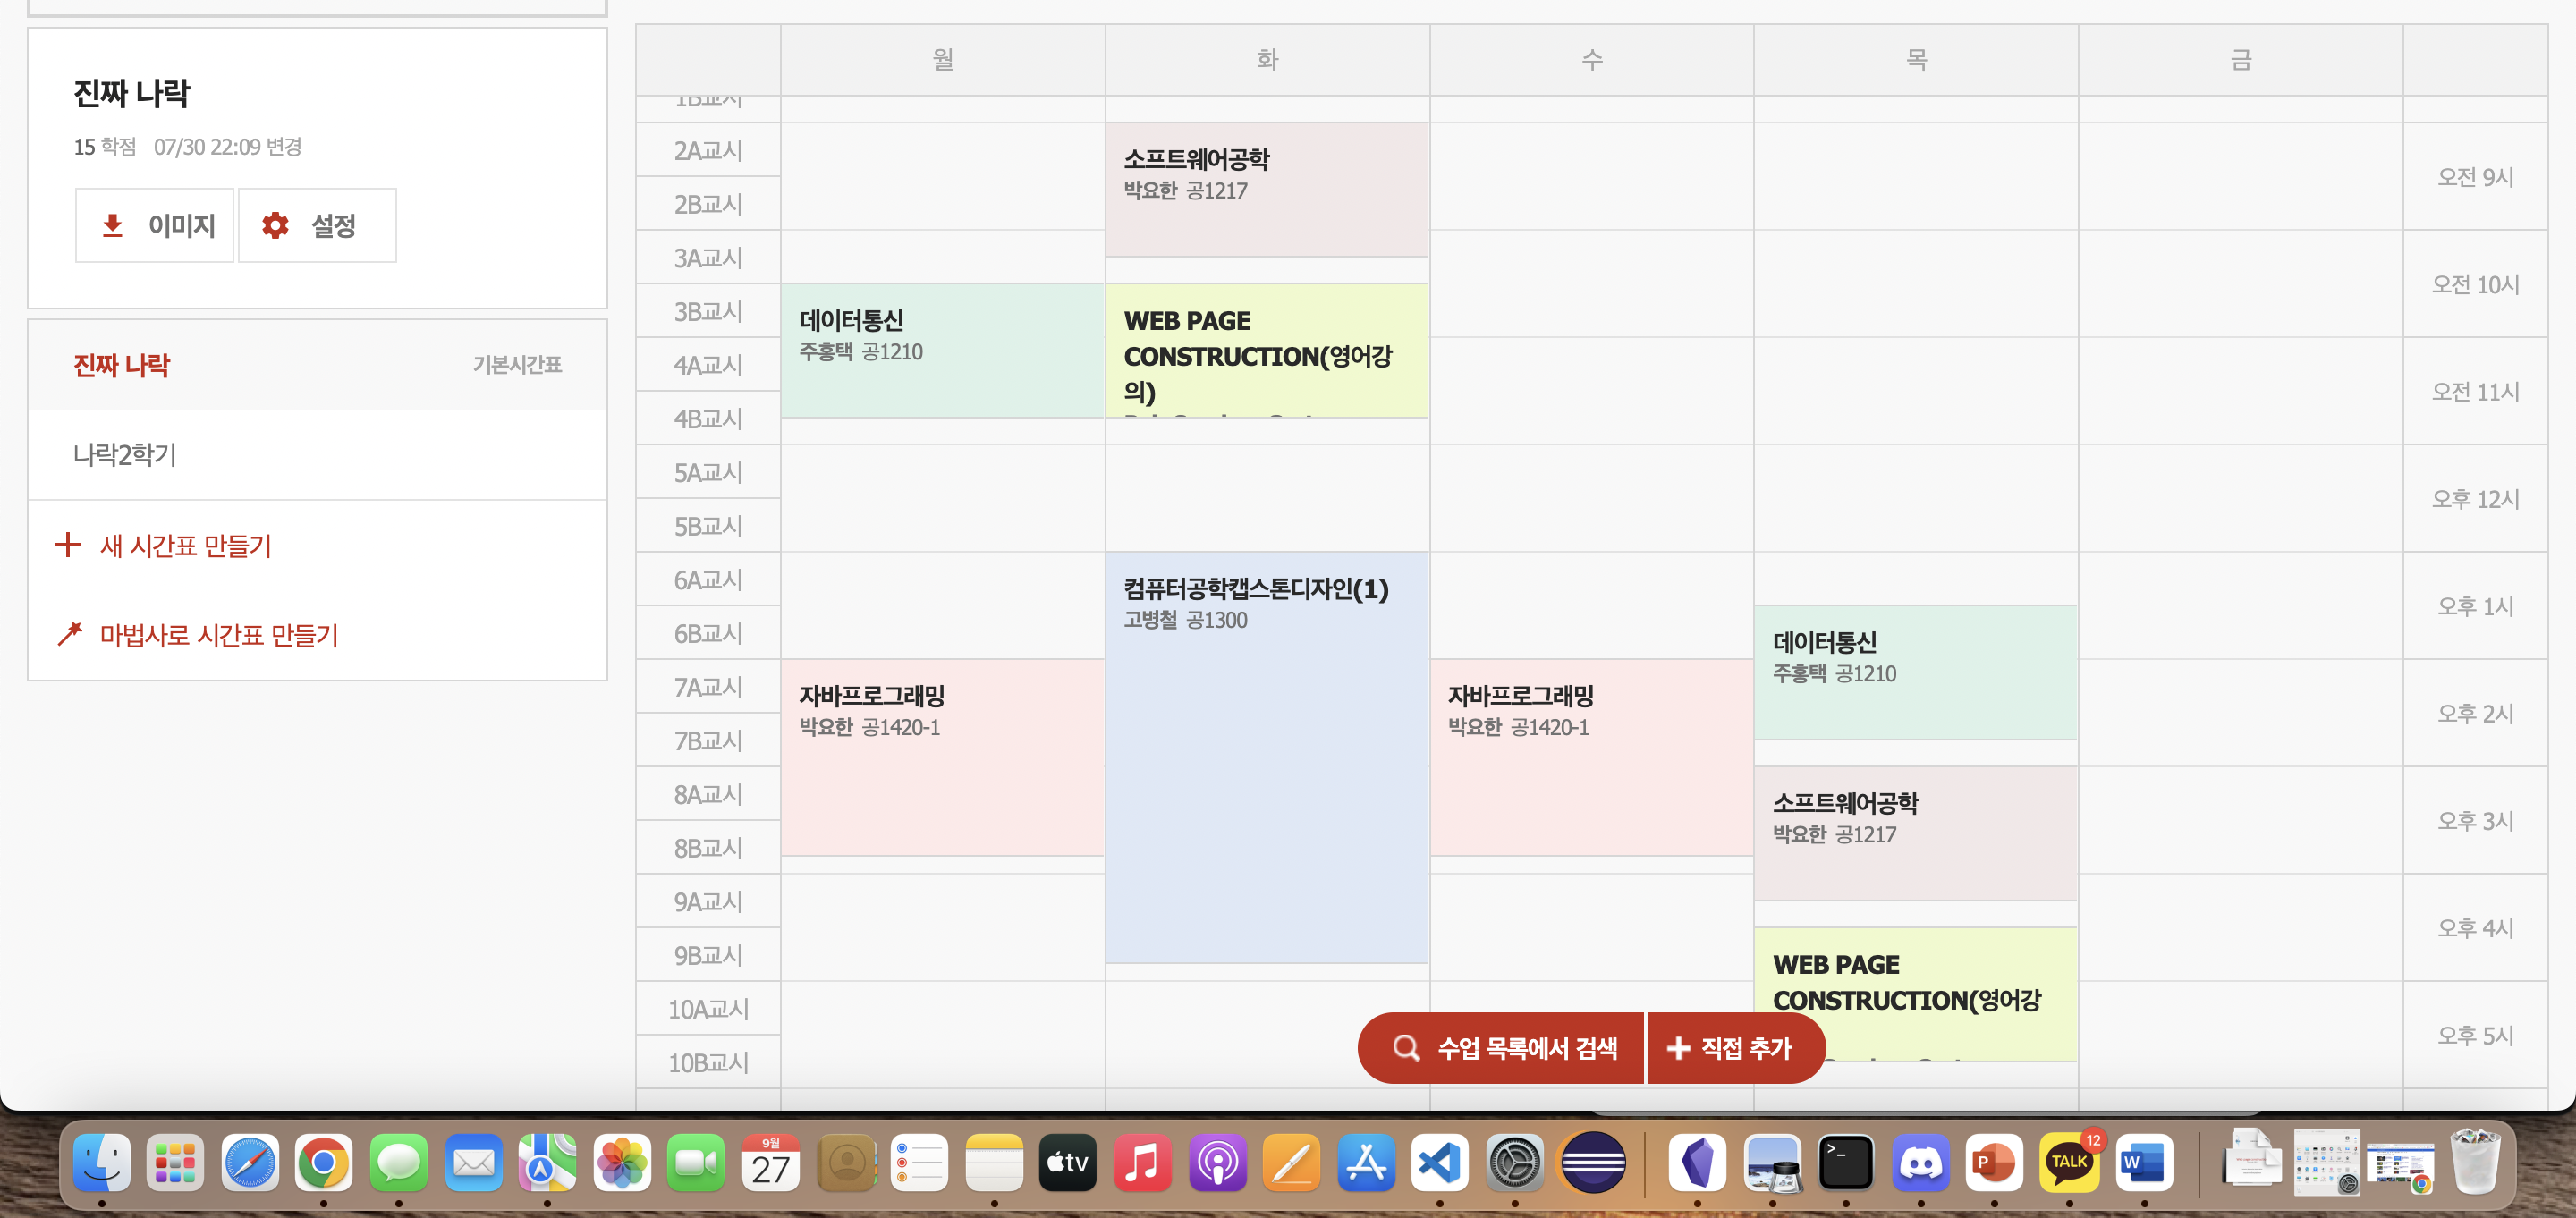 진짜 나락
15 학점 07/30 22:09 변경
이미지
설정
진짜 나락
기본시간표
나락2학기
새 시간표 만들기
마법사로 시간표 만들기
월
화
수
목
금
1B교시
2A교시
2B교시
3A교시
3B교시
4A교시
4B교시
5A교시
5B교시
6A교시
6B교시
7A교시
7B교시
8A교시
8B교시
9A교시
9B교시
10A교시
10B교시
데이터통신
주홍택 공1210
자바프로그래밍
박요한 공1420-1
소프트웨어공학
박요한 공1217
WEB PAGE
CONSTRUCTION(영어강
의)
컴퓨터공학캡스톤디자인(1)
고병철 공1300
자바프로그래밍
박요한 공1420-1
데이터통신
주홍택 공1210
소프트웨어공학
박요한 공1217
WEB PAGE
CONSTRUCTION(영어강
오전 9시
오전 10시
오전 11시
오후 12시
오후 1시
오후 2시
오후 3시
오후 4시
오후 5시
수업 목록에서 검색
직접 추가
9월
27
tv
>_
P
TALK
12
W